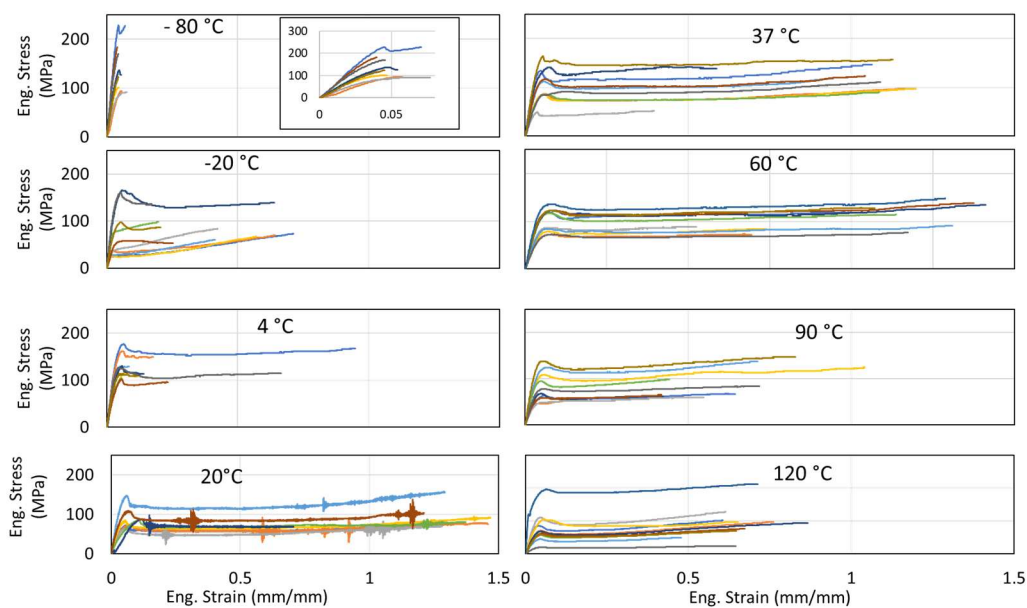 - 80 °C
Eng. Stress
(MPa)
200
100
0
300
200
100
0
0
0.05
37 °C
-20 °C
Eng. Stress
(MPa)
200
100
0
60 °C
4 °C
Eng. Stress
(MPa)
200
100
0
90 °C
20°C
Eng. Stress
(MPa)
200
100
0
0
0.5
1
1.5
Eng. Strain (mm/mm)
120 °C
0
0.5
1
1.5
Eng. Strain (mm/mm)